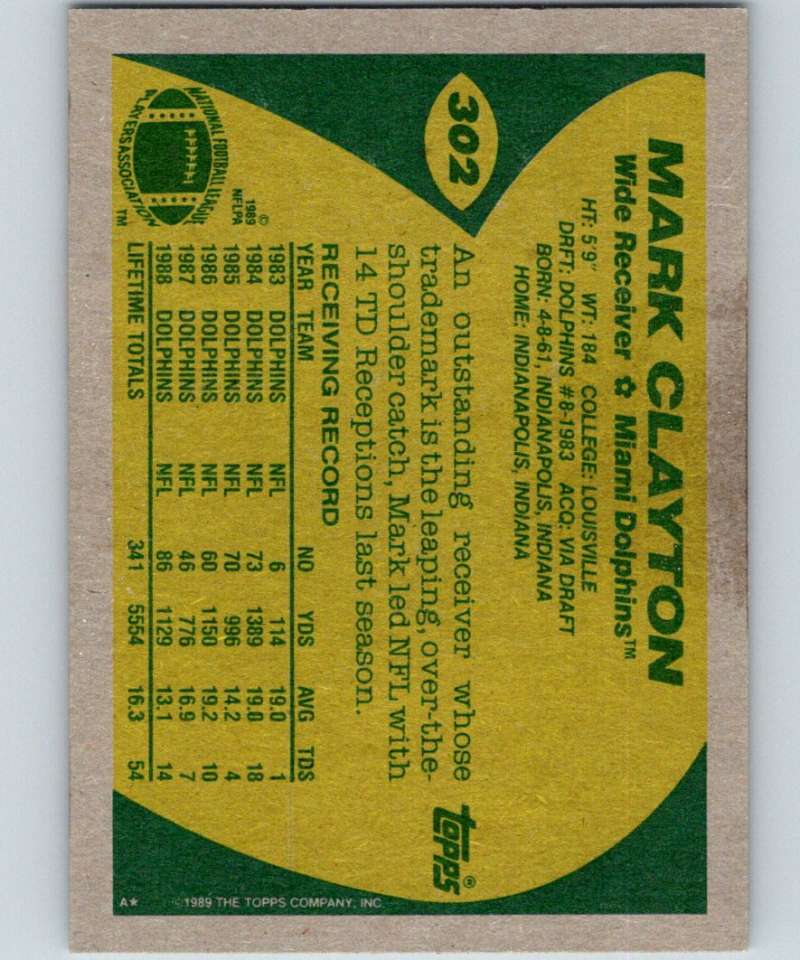 302
MARK CLAYTON
Wide Receiver ✩ Miami Dolphins™
HT: 5'9" WT: 184 COLLEGE: LOUISVILLE
DRFT: DOLPHINS #8-1983 ACQ: VIA DRAFT
BORN: 4-8-61, INDIANAPOLIS, INDIANA
HOME: INDIANAPOLIS, INDIANA
An outstanding receiver whose
trademark is the leaping, over-the-
shoulder catch, Mark led NFL with
14 TD Receptions last season.
topps®
RECEIVING RECORD
YEAR TEAM NO YDS AVG TDS
1983 DOLPHINS NFL 6 114 19.0 1
1984 DOLPHINS NFL 73 1389 19.0 18
1985 DOLPHINS NFL 70 996 14.2 4
1986 DOLPHINS NFL 60 1150 19.2 10
1987 DOLPHINS NFL 46 776 16.9 7
1988 DOLPHINS NFL 86 1129 13.1 14
LIFETIME TOTALS 341 5554 16.3 54
NATIONAL FOOTBALL LEAGUE
PLAYERS ASSOCIATION
™
©
1989
NFLPA
A★ ©1989 THE TOPPS COMPANY, INC.